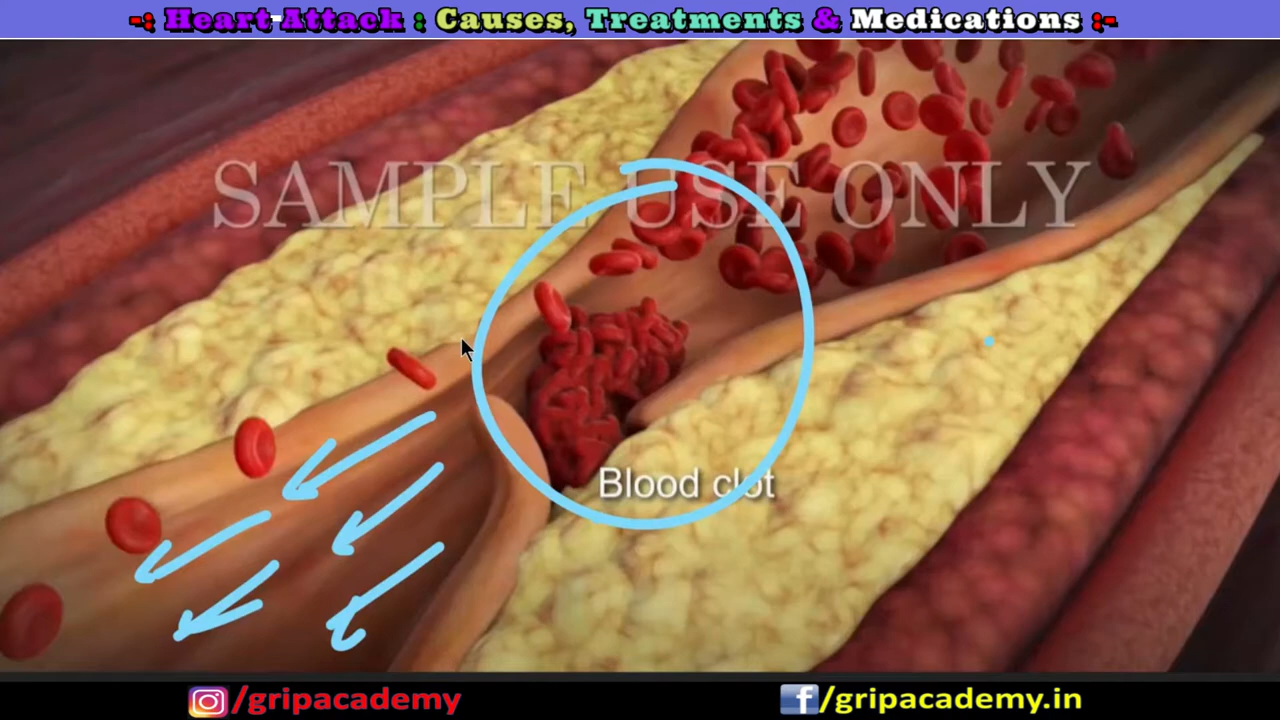 -: Heart Attack : Causes, Treatments & Medications :-
SAMPLE USE ONLY
Blood clot
/gripacademy
/gripacademy.in